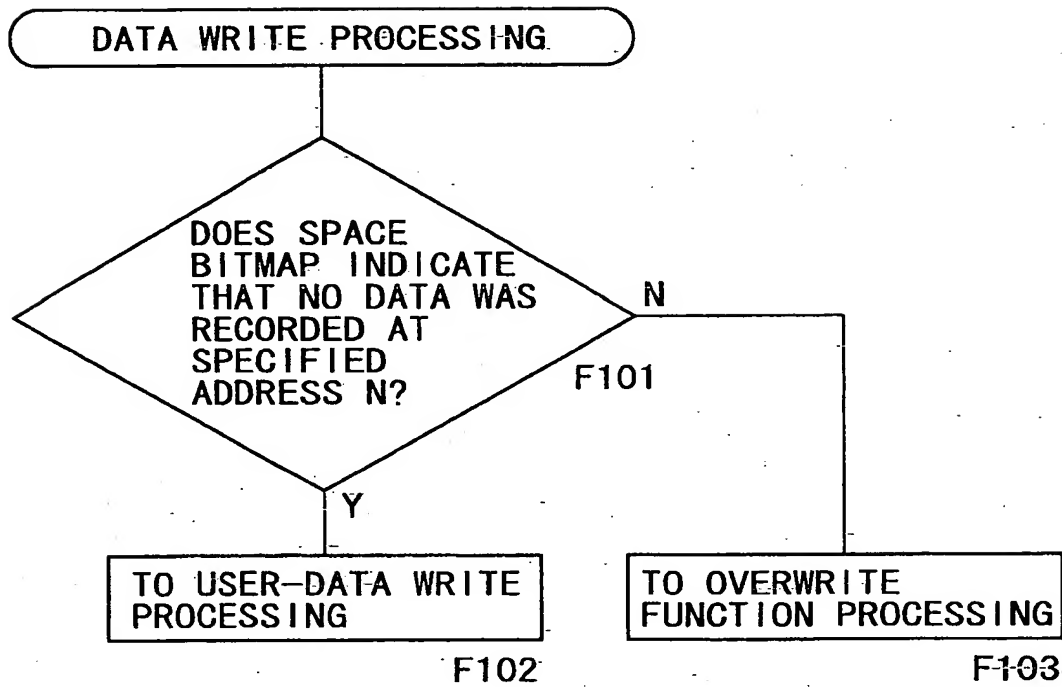 DATA WRITE PROCESSING
DOES SPACE
BITMAP INDICATE
THAT NO DATA WAS
RECORDED AT
SPECIFIED
ADDRESS N?
N
F101
Y
TO USER-DATA WRITE
PROCESSING
F102
TO OVERWRITE
FUNCTION PROCESSING
F103